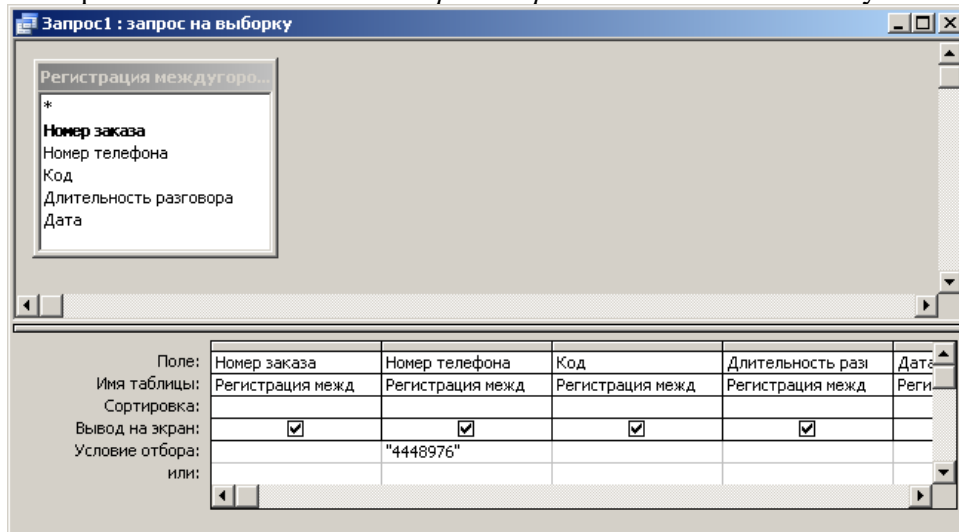 Запрос1 : запрос на выборку
Регистрация междугоро...
*
Номер заказа
Номер телефона
Код
Длительность разговора
Дата
Поле: Номер заказа Номер телефона Код Длительность разг Дата
Имя таблицы: Регистрация межд Регистрация межд Регистрация межд Регистрация межд Реги
Сортировка:
Вывод на экран:
Условие отбора: "4448976"
или: